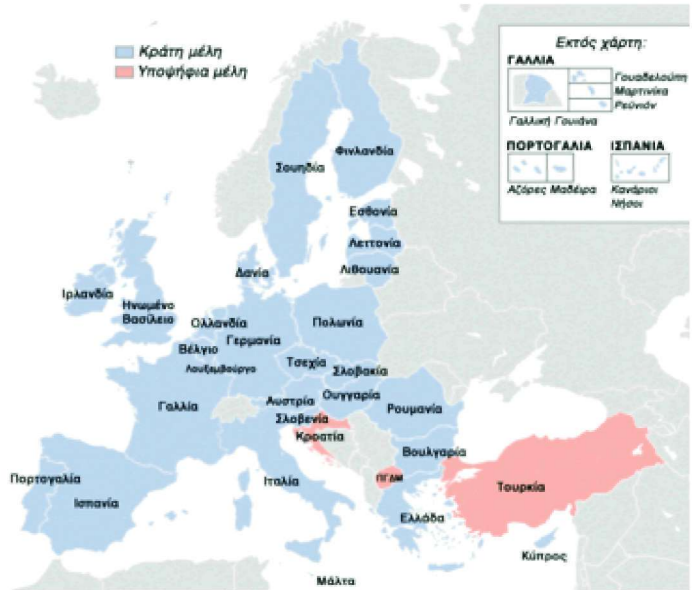 Κράτη μέλη
Υποψήφια μέλη
Εκτός χάρτη:
ΓΑΛΛΙΑ
Γουαδελούπη
Μαρτινίκα
Ρεϋνιόν
Γαλλική Γουιάνα
ΠΟΡΤΟΓΑΛΙΑ ΙΣΠΑΝΙΑ
Αζόρες Μαδέιρα
Κανάριοι
Νήσοι
Φινλανδία
Σουηδία
Εσθονία
Λεττονία
Λιθουανία
Δανία
Ιρλανδία
Ηνωμένο
Βασίλειο
Ολλανδία
Πολωνία
Γερμανία
Βέλγιο
Λουξεμβούργο
Τσεχία
Σλοβακία
Αυστρία
Ουγγαρία
Γαλλία
Ρουμανία
Σλοβενία
Κροατία
Βουλγαρία
Πορτογαλία
Ισπανία
Ιταλία
ΠΓΔΜ
Τουρκία
Ελλάδα
Κύπρος
Μάλτα